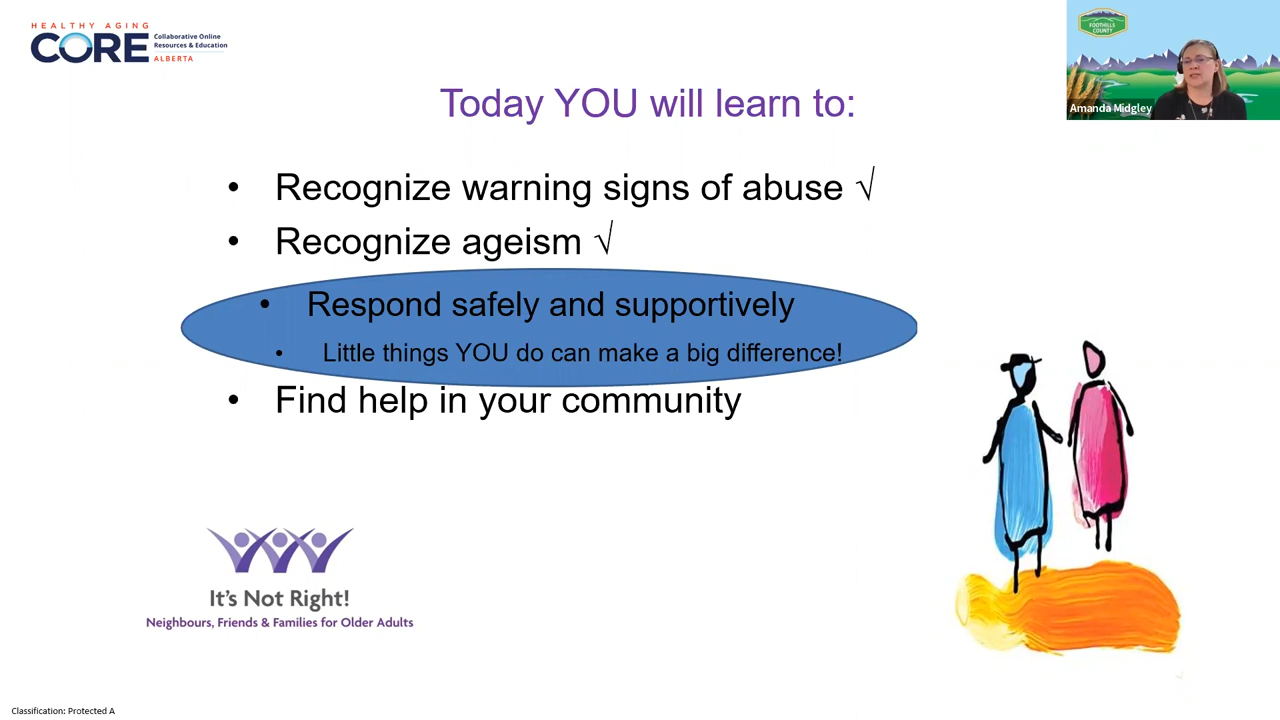 HEALTHY AGING
CORE
Collaborative Online
Resources & Education
ALBERTA
FOOTHILLS
COUNTY
Amanda Midgley
Today YOU will learn to:
• Recognize warning signs of abuse √
• Recognize ageism √
• Respond safely and supportively
• Little things YOU do can make a big difference!
• Find help in your community
It's Not Right!
Neighbours, Friends & Families for Older Adults
Classification: Protected A